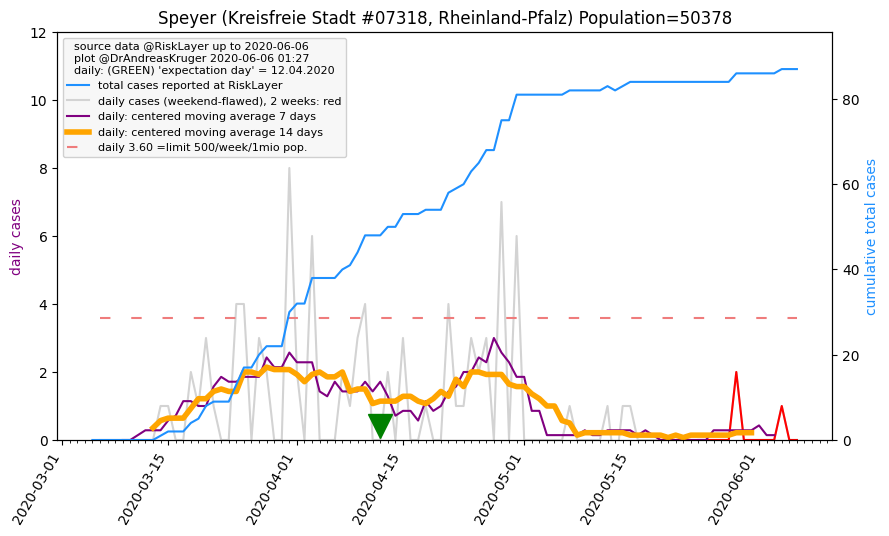 Speyer (Kreisfreie Stadt #07318, Rheinland-Pfalz) Population=50378
source data @RiskLayer up to 2020-06-06
plot @DrAndreasKruger 2020-06-06 01:27
daily: (GREEN) 'expectation day' = 12.04.2020
total cases reported at RiskLayer
daily cases (weekend-flawed), 2 weeks: red
daily: centered moving average 7 days
daily: centered moving average 14 days
daily 3.60 =limit 500/week/1mio pop.
daily cases
12
10
8
6
4
2
0
80
60
40
20
0
cumulative total cases
2020-03-01
2020-03-15
2020-04-01
2020-04-15
2020-05-01
2020-05-15
2020-06-01